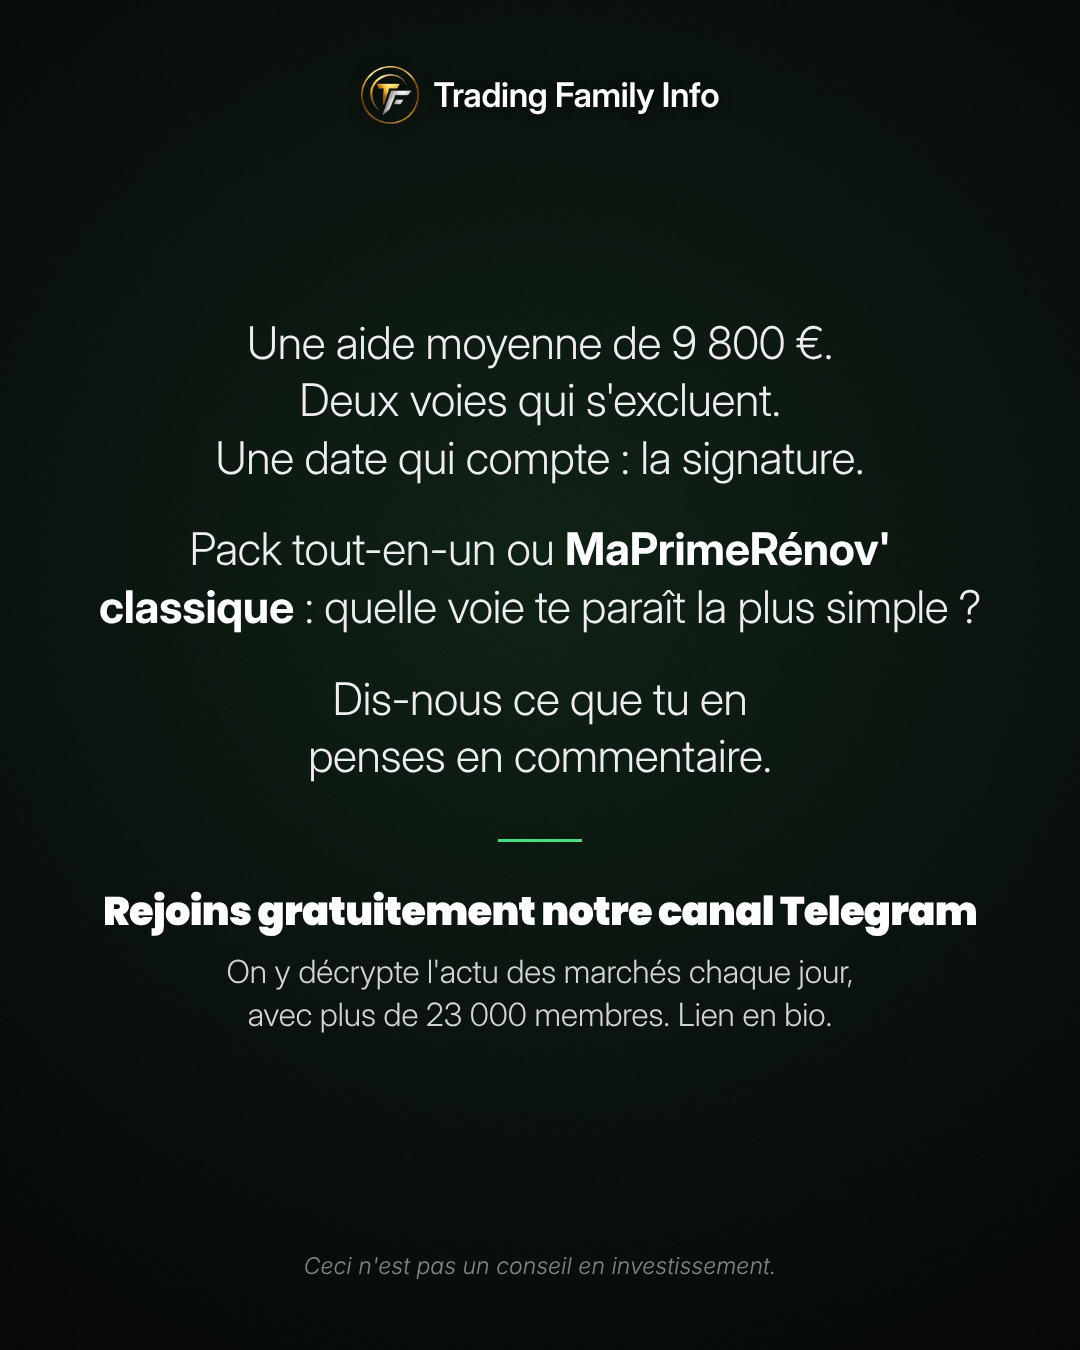 TF Trading Family Info
Une aide moyenne de 9 800 €.
Deux voies qui s'excluent.
Une date qui compte : la signature.
Pack tout-en-un ou MaPrimeRénov'
classique : quelle voie te paraît la plus simple ?
Dis-nous ce que tu en
penses en commentaire.
Rejoins gratuitement notre canal Telegram
On y décrypte l'actu des marchés chaque jour,
avec plus de 23 000 membres. Lien en bio.
Ceci n'est pas un conseil en investissement.